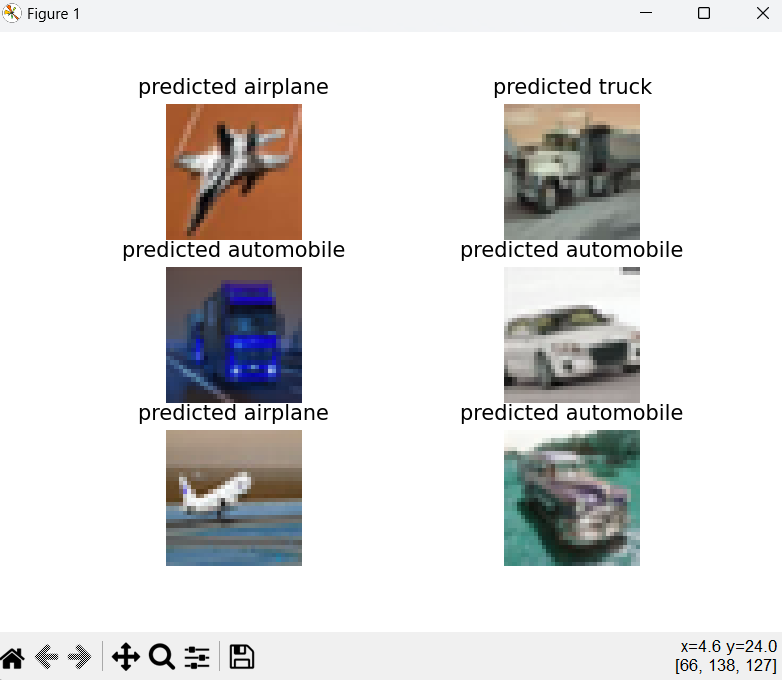 Figure 1
predicted airplane
predicted truck
predicted automobile
predicted automobile
predicted airplane
predicted automobile
x=4.6 y=24.0
[66, 138, 127]